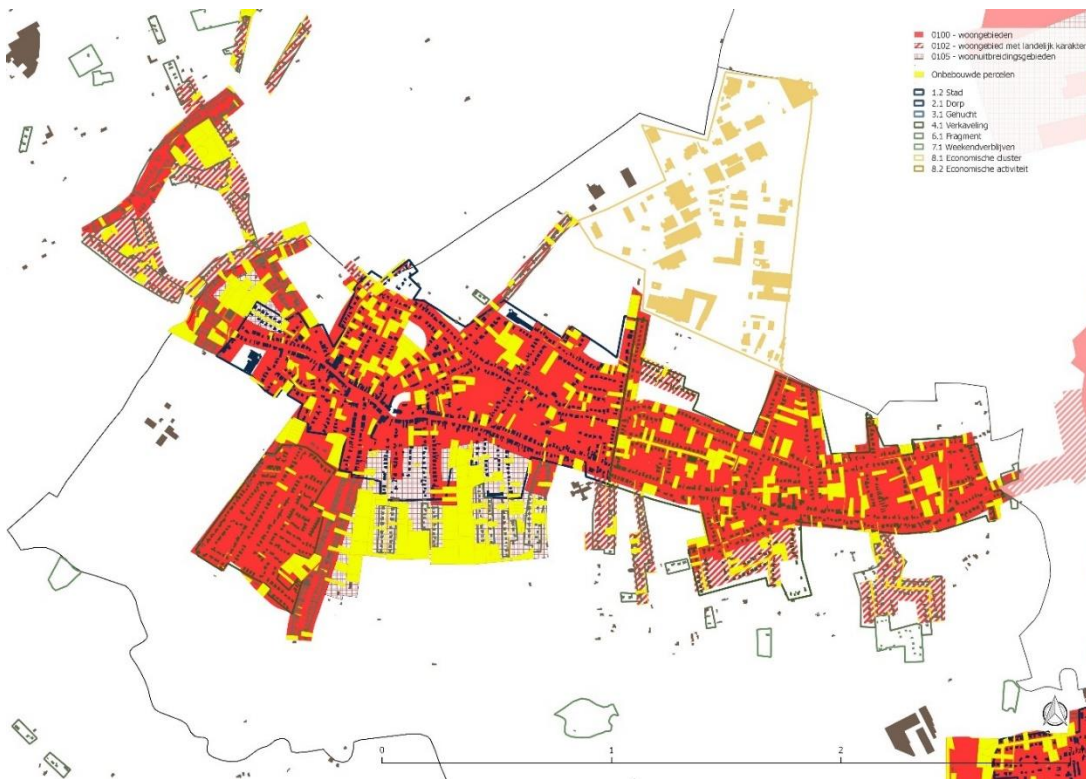 0100 - woongebieden
0102 - woongebied met landelijk karakter
0105 - woonuitbreidingsgebieden
Onbebouwde percelen
1.2 Stad
2.1 Dorp
3.1 Gehucht
4.1 Verkaveling
6.1 Fragment
7.1 Weekendverblijven
8.1 Economische cluster
8.2 Economische activiteit
0 1 2